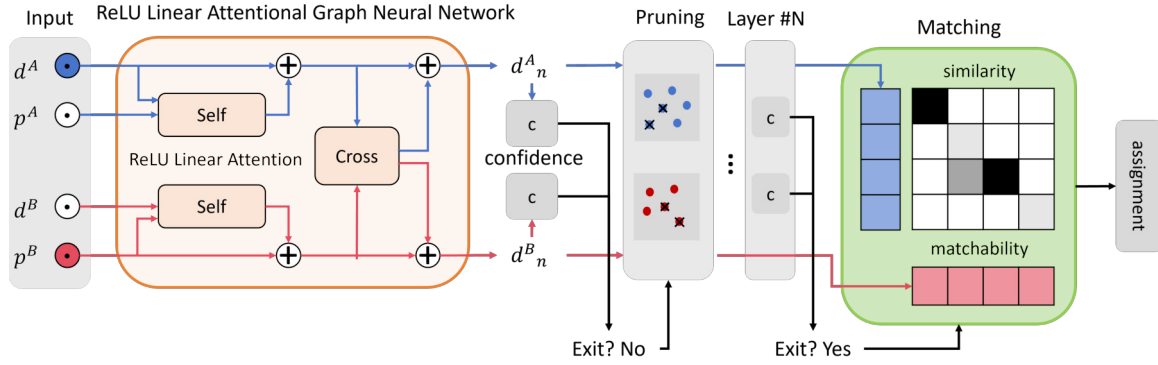 Input
ReLU Linear Attentional Graph Neural Network
Pruning
Layer #N
Matching
d^A
p^A
d^B
p^B
Self
ReLU Linear Attention
Self
Cross
d^A_n
c
confidence
c
d^B_n
...
c
c
similarity
matchability
assignment
Exit? No
Exit? Yes